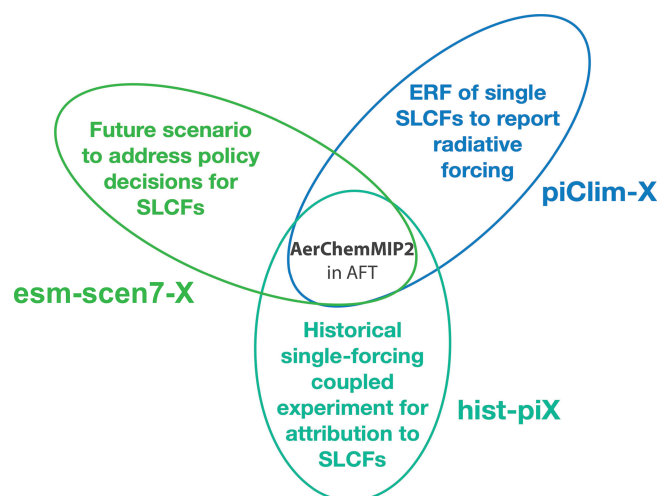 Future scenario
to address policy
decisions for
SLCFs
esm-scen7-X
ERF of single
SLCFs to report
radiative
forcing
piClim-X
AerChemMIP2
in AFT
Historical
single-forcing
coupled
experiment for
attribution to
SLCFs
hist-piX